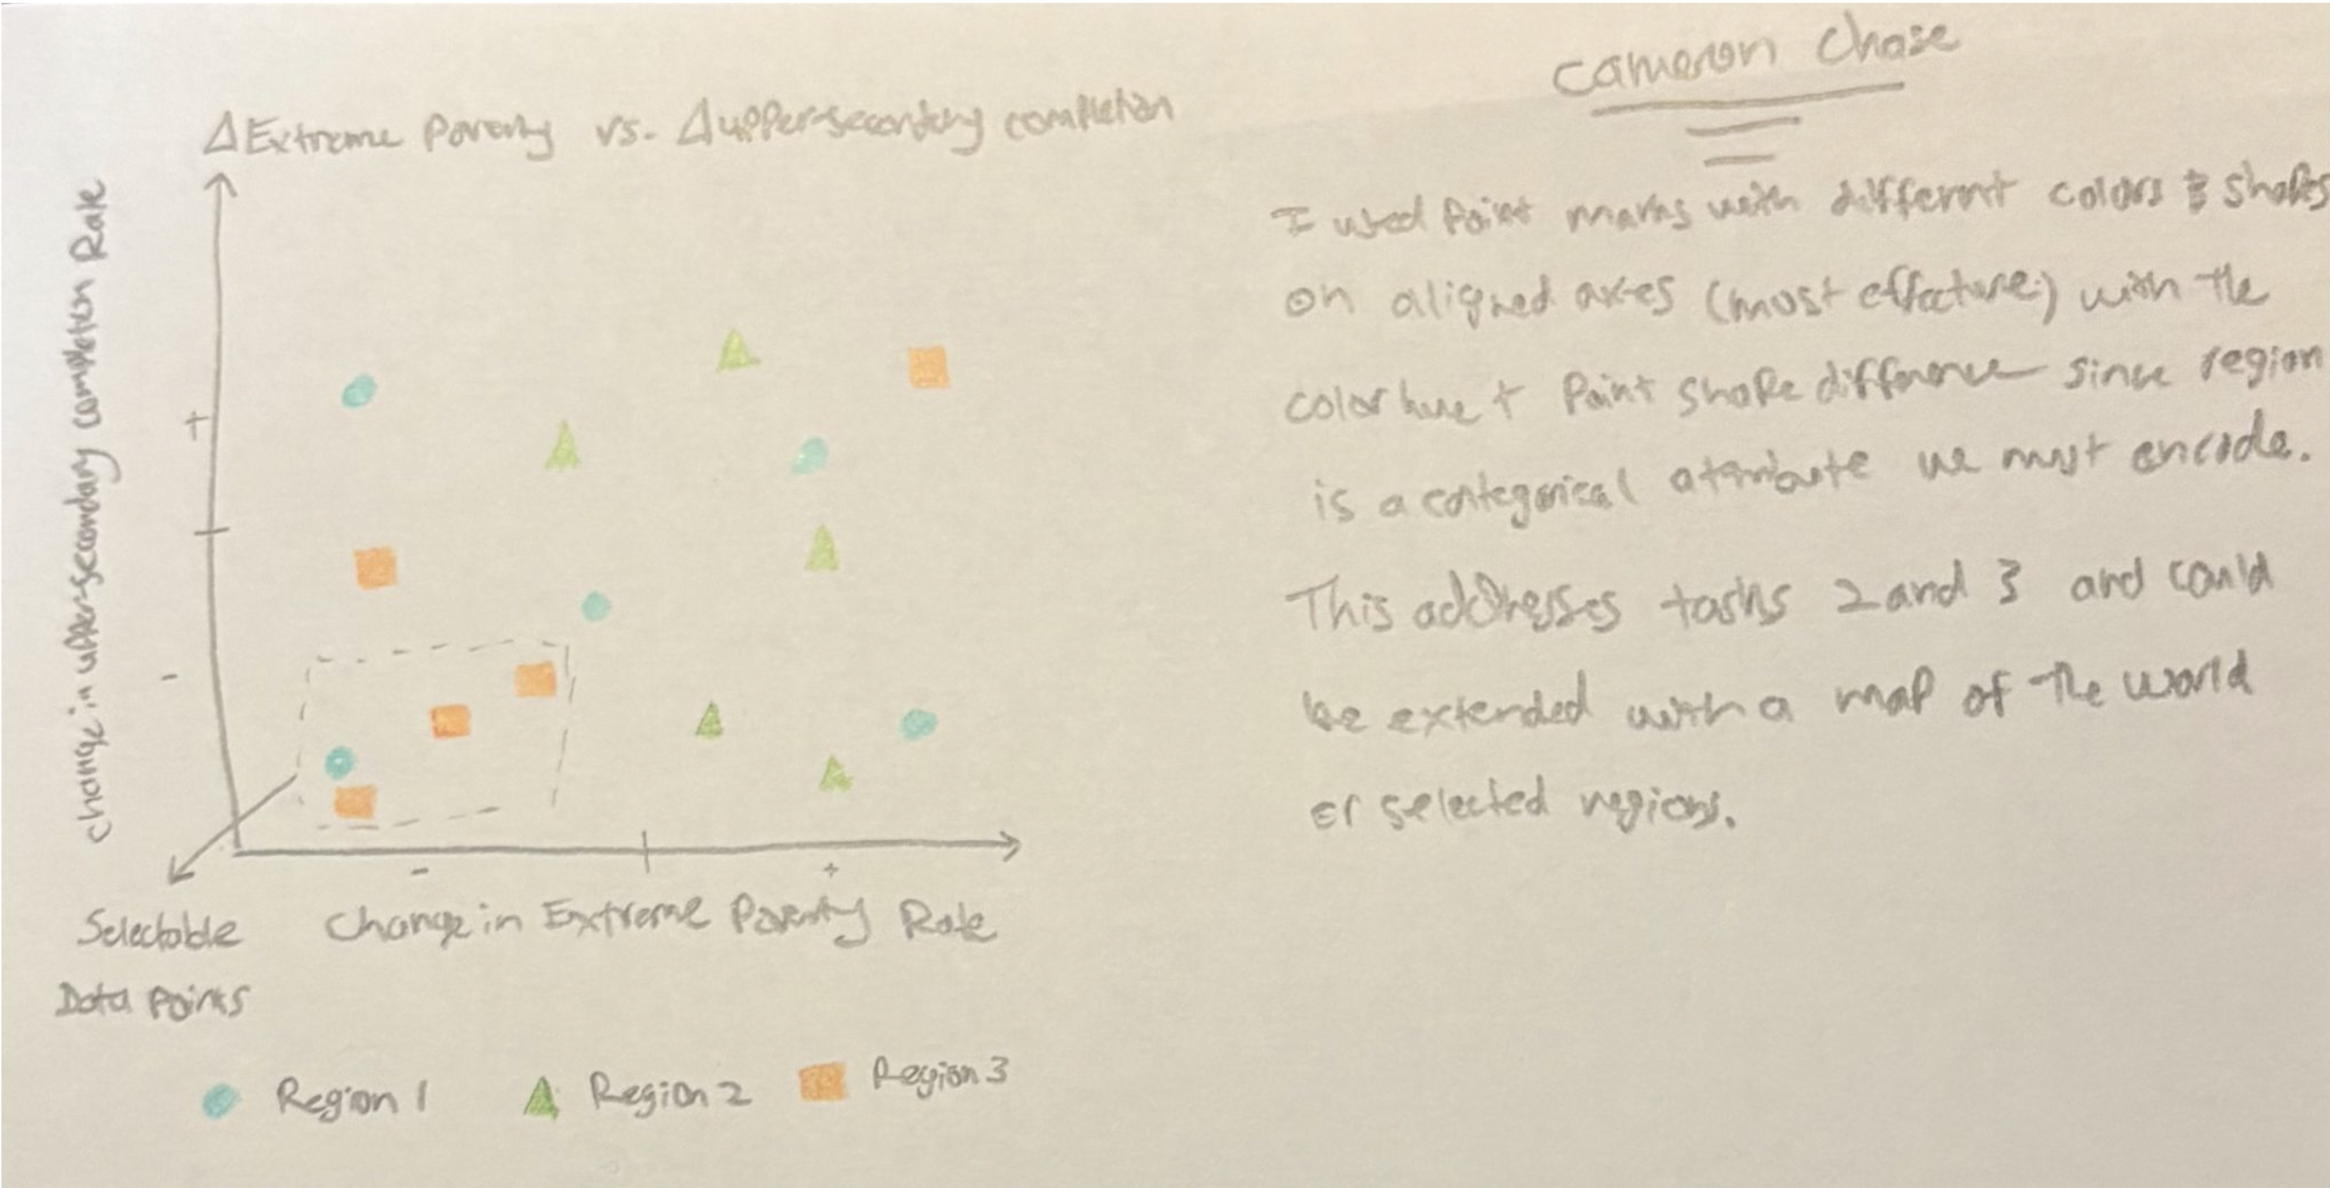 Cameron Chase
Δ Extreme Poverty vs. Δ upper-secondary completion
change in upper-secondary completion Rate
+
-
-
+
Change in Extreme Poverty Rate
Selectable
Data Points
Region 1
Region 2
Region 3
I used Point marks with different colors & shapes
on aligned axes (most effective) with the
color hue + Point shape difference since region
is a categorical attribute we must encode.
This addresses tasks 2 and 3 and could
be extended with a map of the world
or selected regions.